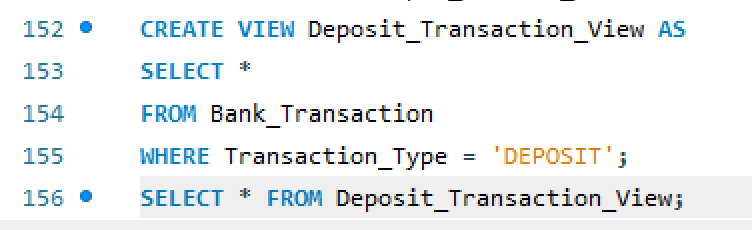 152 CREATE VIEW Deposit_Transaction_View AS
153 SELECT *
154 FROM Bank_Transaction
155 WHERE Transaction_Type = 'DEPOSIT';
156 SELECT * FROM Deposit_Transaction_View;